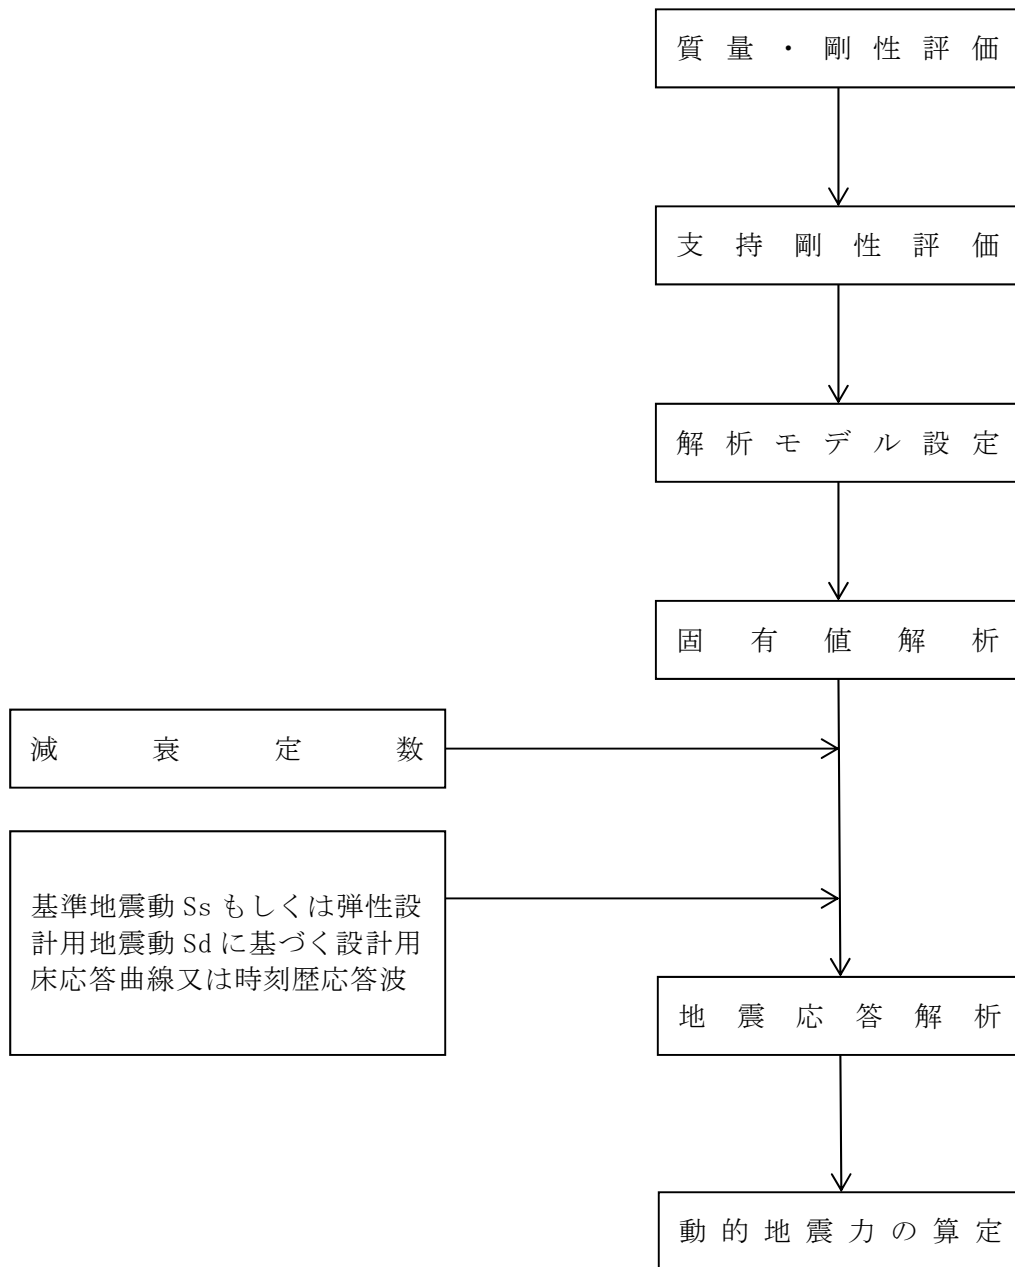 質量・剛性評価
支持剛性評価
解析モデル設定
固有値解析
減衰定数
基準地震動 Ss もしくは弾性設
計用地震動 Sd に基づく設計用
床応答曲線又は時刻歴応答波
地震応答解析
動的地震力の算定